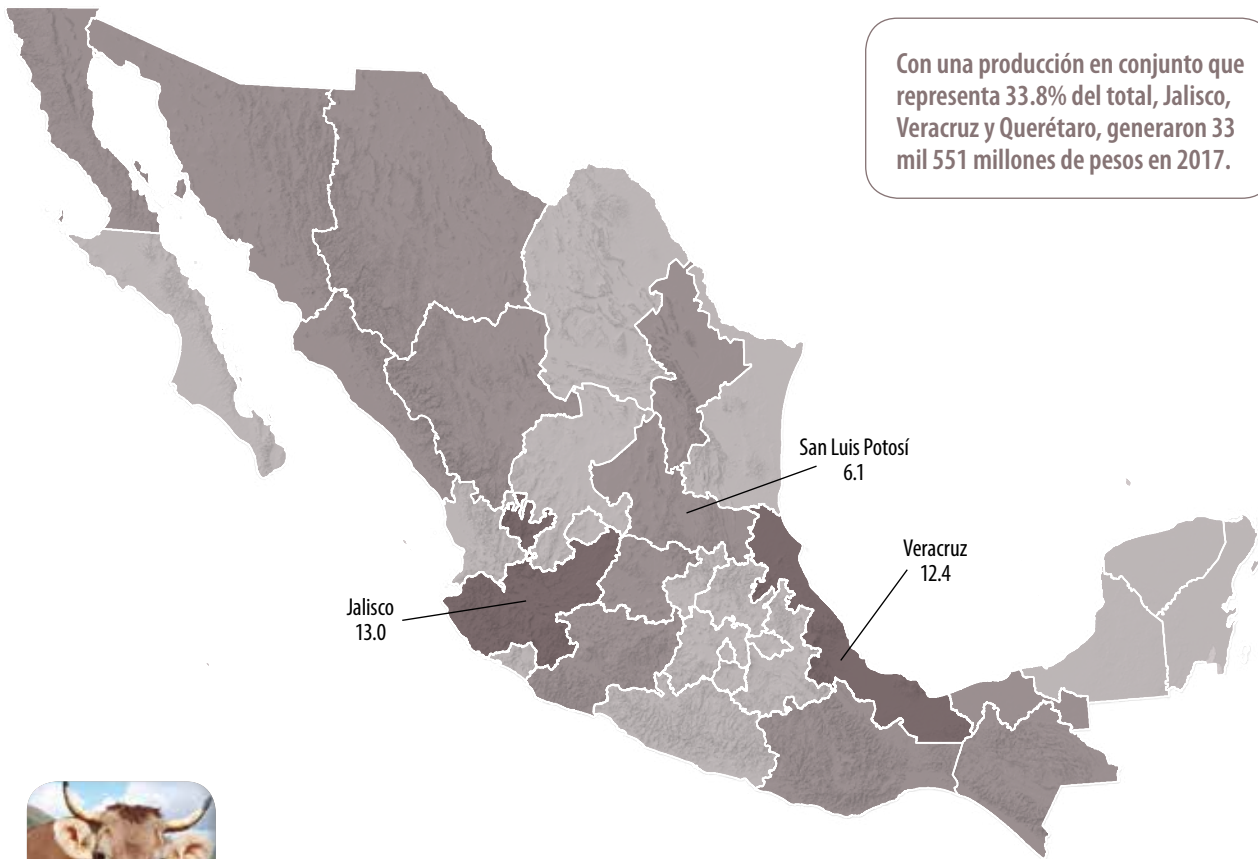 Con una producción en conjunto que
representa 33.8% del total, Jalisco,
Veracruz y Querétaro, generaron 33
mil 551 millones de pesos en 2017.
San Luis Potosí
6.1
Veracruz
12.4
Jalisco
13.0